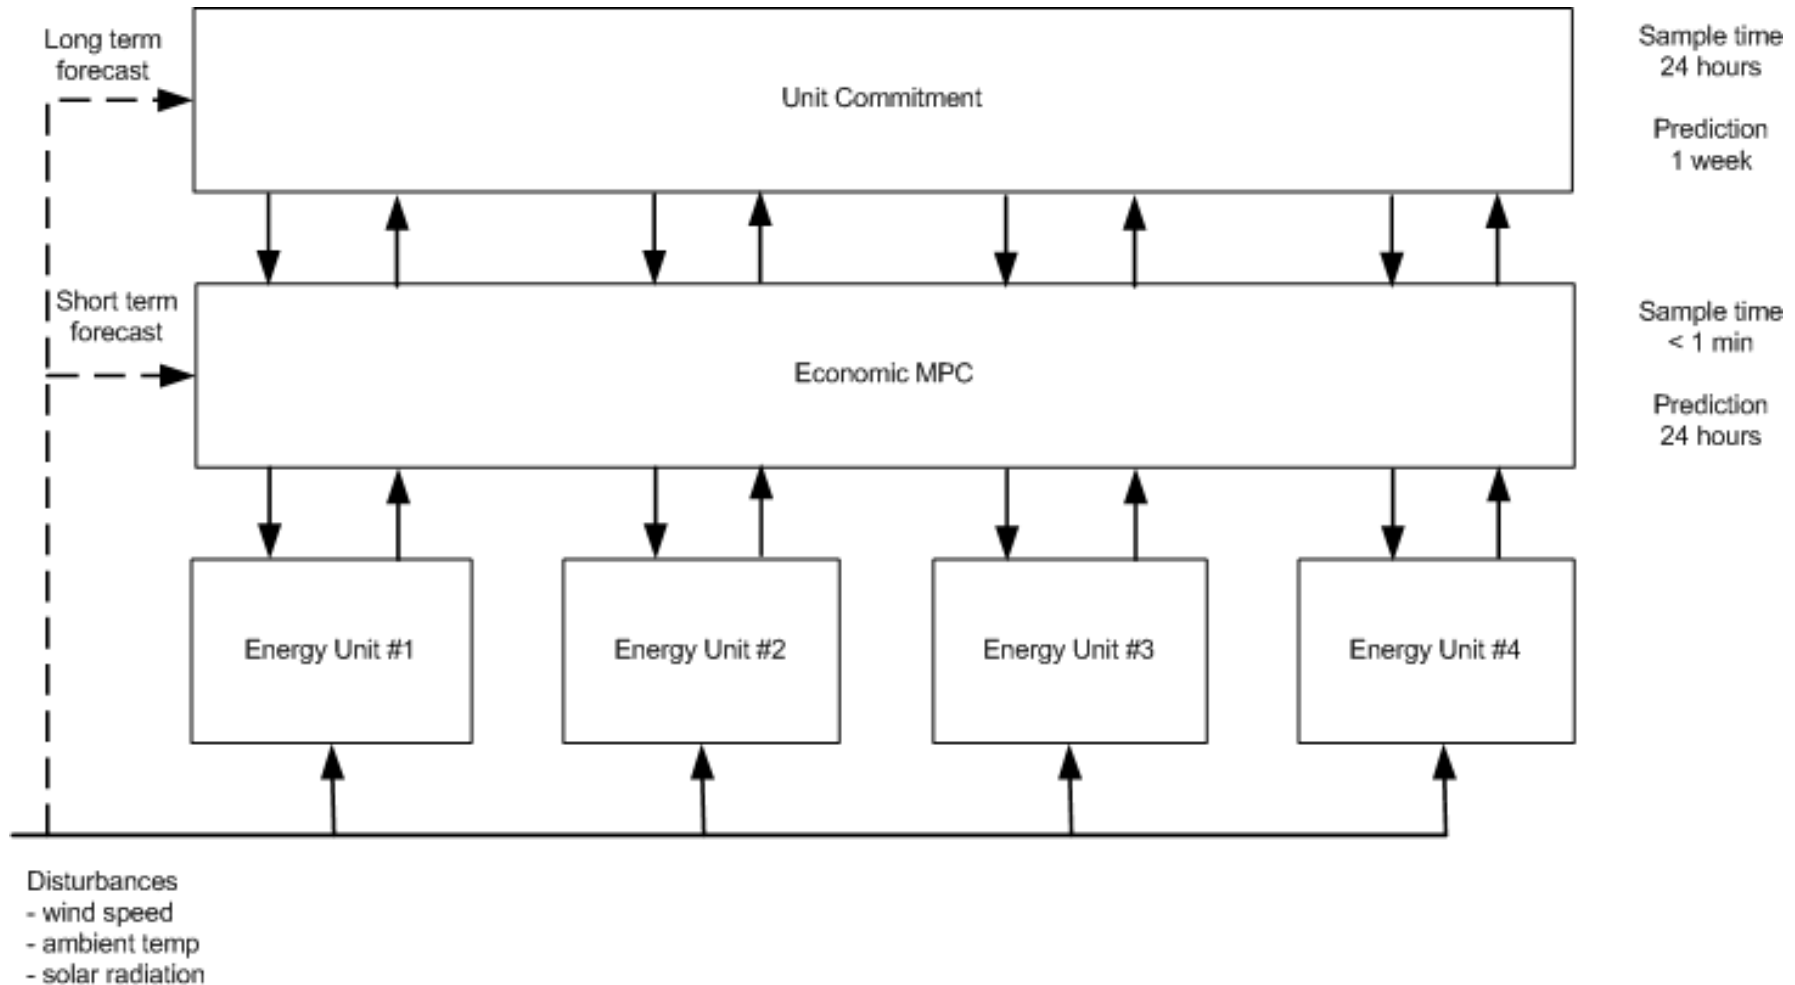 Long term
forecast
Unit Commitment
Sample time
24 hours
Prediction
1 week
Short term
forecast
Economic MPC
Sample time
< 1 min
Prediction
24 hours
Energy Unit #1
Energy Unit #2
Energy Unit #3
Energy Unit #4
Disturbances
- wind speed
- ambient temp
- solar radiation